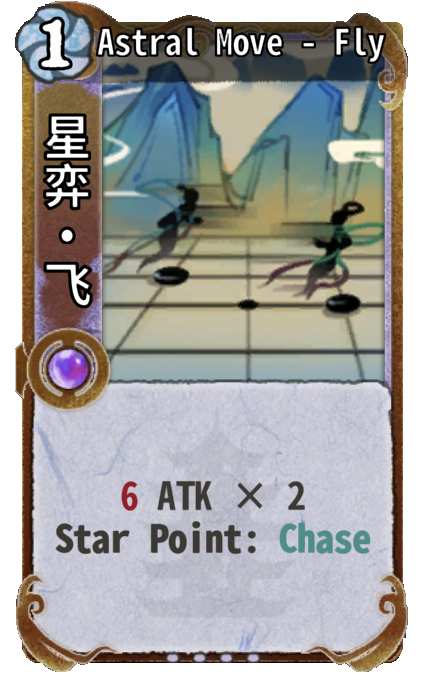 1
Astral Move - Fly
星弈·飞
6 ATK × 2
Star Point: Chase